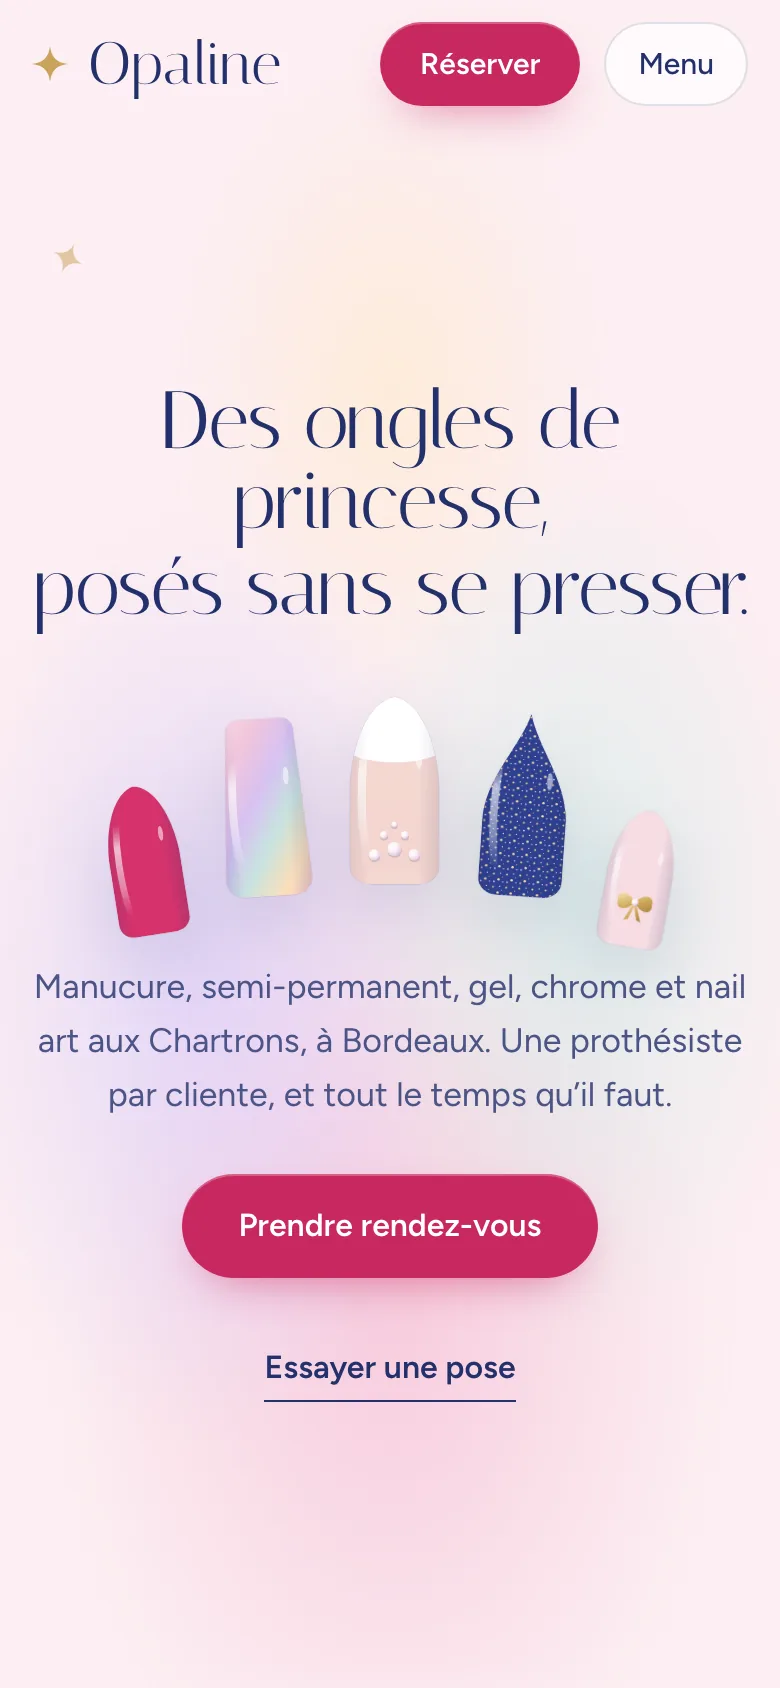 Opaline
Réserver
Menu
Des ongles de
princesse,
posés sans se presser.
Manucure, semi-permanent, gel, chrome et nail
art aux Chartrons, à Bordeaux. Une prothésiste
par cliente, et tout le temps qu’il faut.
Prendre rendez-vous
Essayer une pose